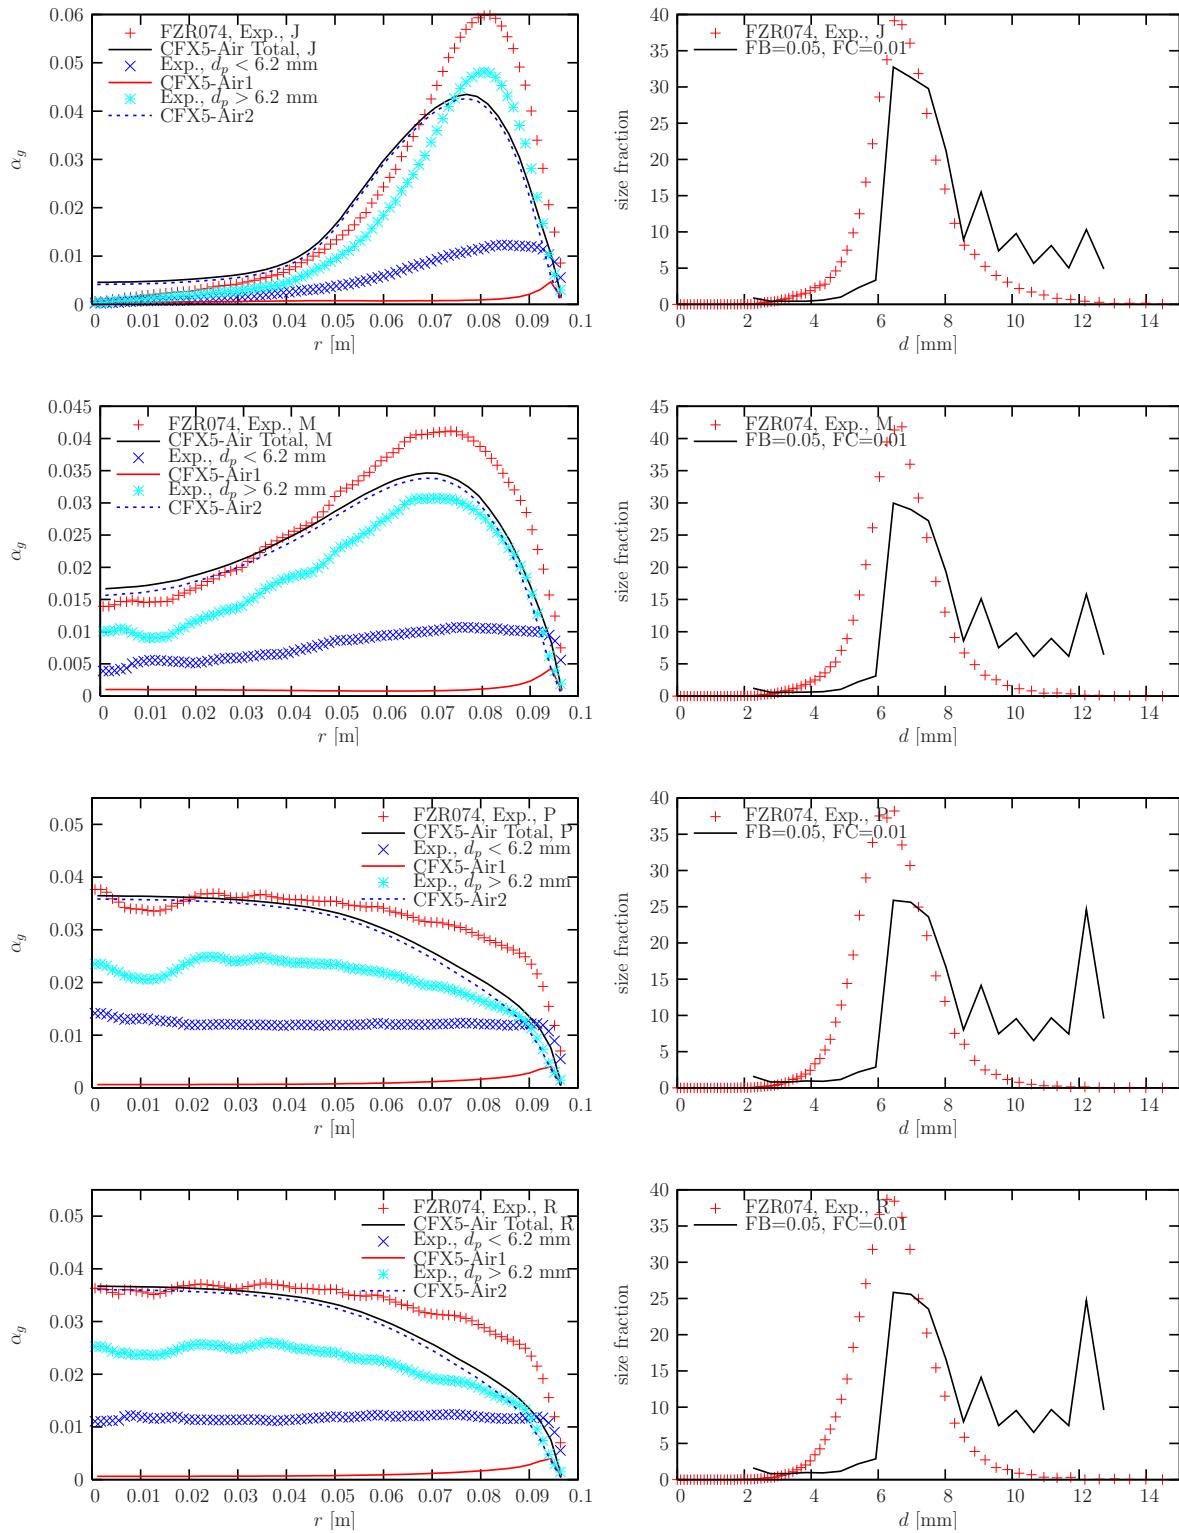 0.06
0.05
0.04
0.03
0.02
0.01
0
α_g
FZR074, Exp., J
CFX5-Air Total, J
Exp., d_p < 6.2 mm
CFX5-Air1
Exp., d_p > 6.2 mm
CFX5-Air2
0 0.01 0.02 0.03 0.04 0.05 0.06 0.07 0.08 0.09 0.1
r [m]
40
35
30
25
20
15
10
5
0
size fraction
FZR074, Exp., J
FB=0.05, FC=0.01
0 2 4 6 8 10 12 14
d [mm]
0.045
0.04
0.035
0.03
0.025
0.02
0.015
0.01
0.005
0
α_g
FZR074, Exp., M
CFX5-Air Total, M
Exp., d_p < 6.2 mm
CFX5-Air1
Exp., d_p > 6.2 mm
CFX5-Air2
0 0.01 0.02 0.03 0.04 0.05 0.06 0.07 0.08 0.09 0.1
r [m]
45
40
35
30
25
20
15
10
5
0
size fraction
FZR074, Exp., M
FB=0.05, FC=0.01
0 2 4 6 8 10 12 14
d [mm]
0.05
0.04
0.03
0.02
0.01
0
α_g
FZR074, Exp., P
CFX5-Air Total, P
Exp., d_p < 6.2 mm
CFX5-Air1
Exp., d_p > 6.2 mm
CFX5-Air2
0 0.01 0.02 0.03 0.04 0.05 0.06 0.07 0.08 0.09 0.1
r [m]
40
35
30
25
20
15
10
5
0
size fraction
FZR074, Exp., P
FB=0.05, FC=0.01
0 2 4 6 8 10 12 14
d [mm]
0.05
0.04
0.03
0.02
0.01
0
α_g
FZR074, Exp., R
CFX5-Air Total, R
Exp., d_p < 6.2 mm
CFX5-Air1
Exp., d_p > 6.2 mm
CFX5-Air2
0 0.01 0.02 0.03 0.04 0.05 0.06 0.07 0.08 0.09 0.1
r [m]
40
35
30
25
20
15
10
5
0
size fraction
FZR074, Exp., R
FB=0.05, FC=0.01
0 2 4 6 8 10 12 14
d [mm]